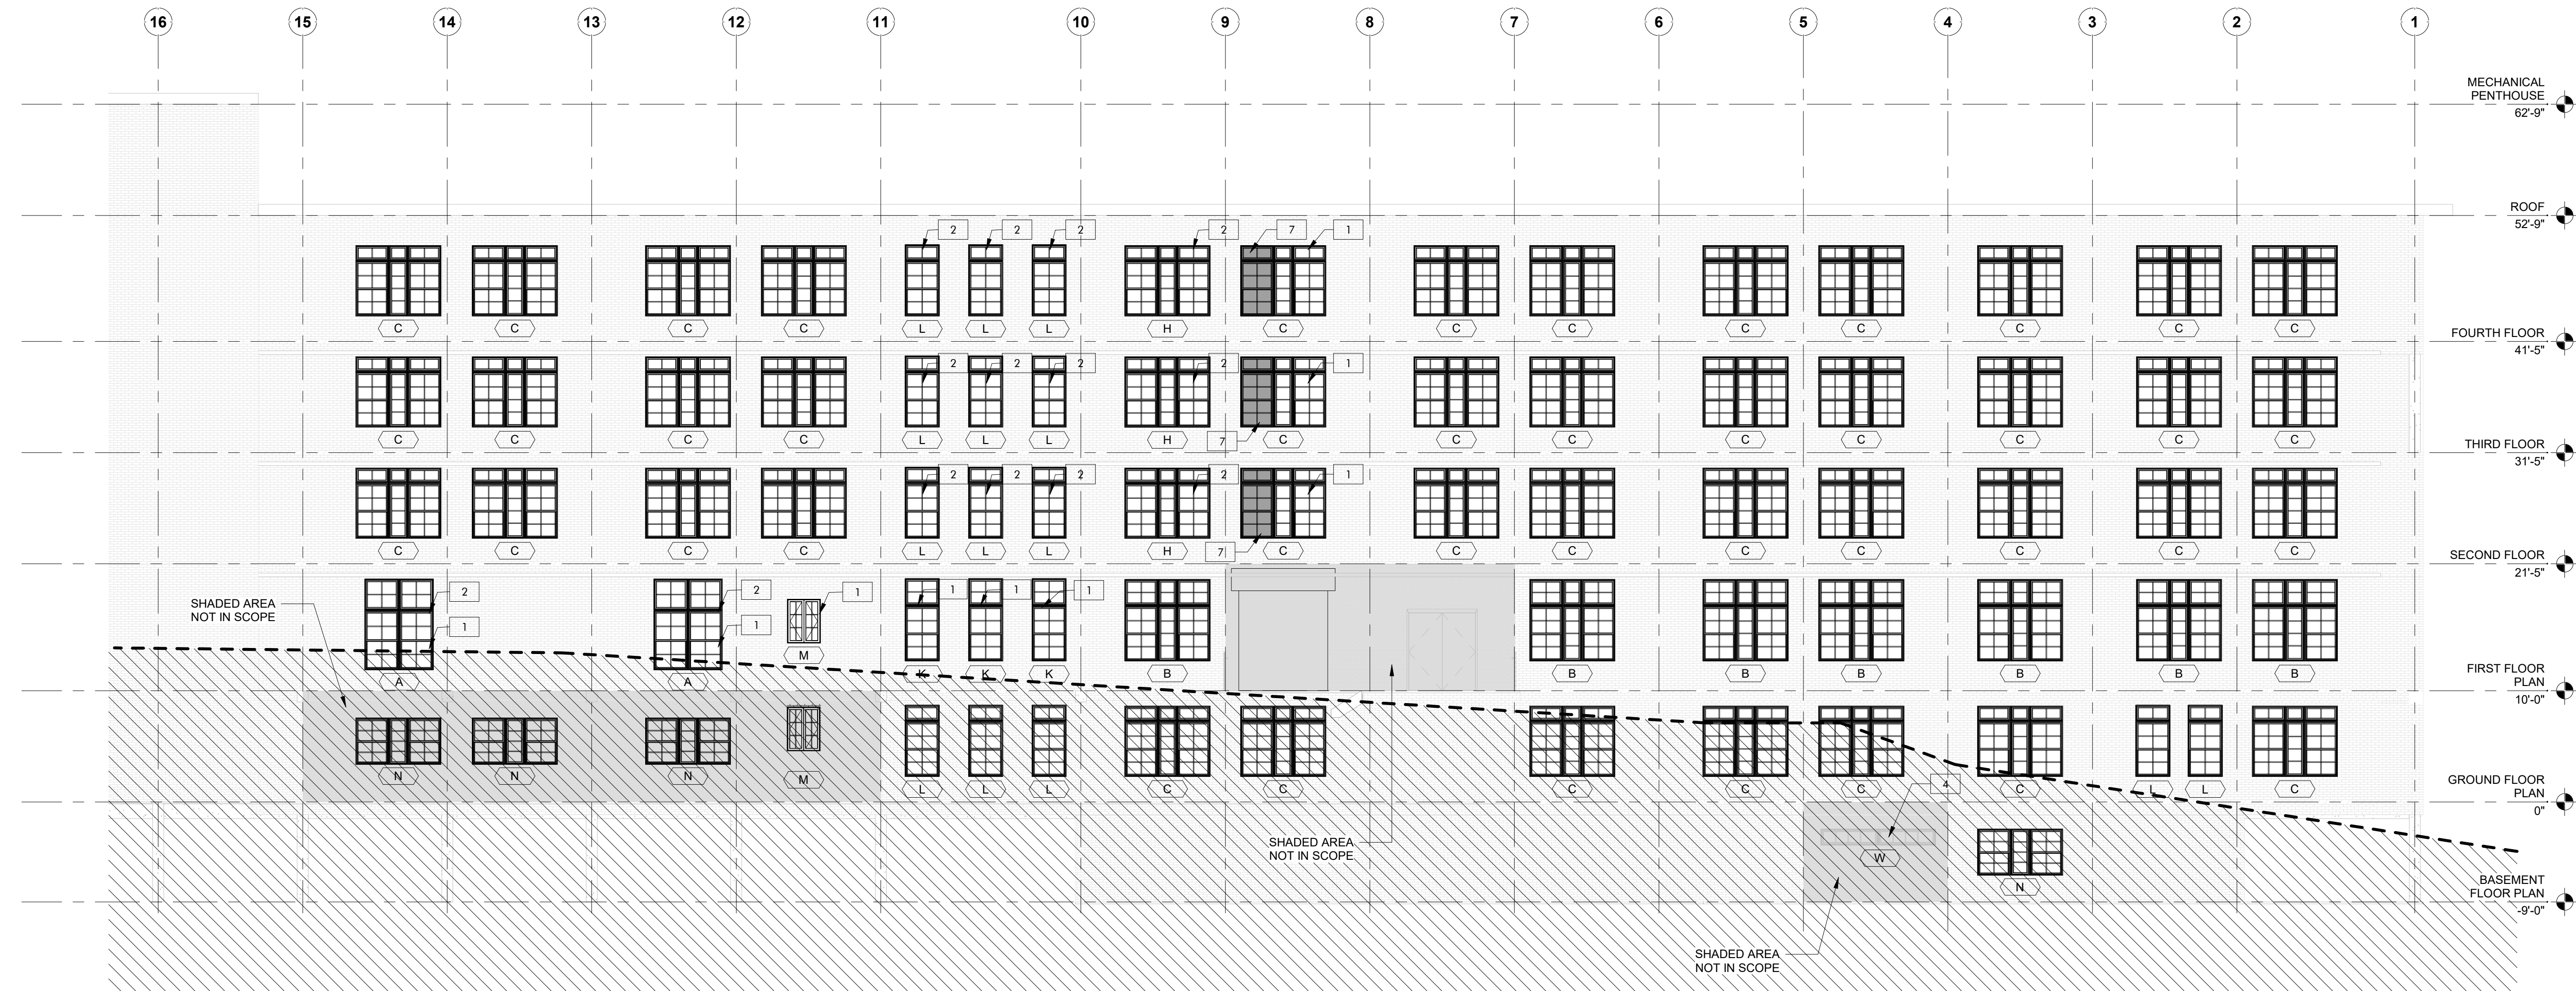 16 15 14 13 12 11 10 9 8 7 6 5 4 3 2 1
MECHANICAL
PENTHOUSE
62'-9"
ROOF
52'-9"
2 2 2 2 7 1
C C C C L L L H C C C C C C C C
FOURTH FLOOR
41'-5"
2 2 2 2 1
C C C C L L L H 7 C C C C C C C C
THIRD FLOOR
31'-5"
2 2 2 2 1
C C C C L L L H 7 C C C C C C C C
SECOND FLOOR
21'-5"
2 2 1 1 1 1
SHADED AREA
NOT IN SCOPE
1 1
M
A A K K K B B B B B B B
FIRST FLOOR
PLAN
10'-0"
N N N M
L L L C C C C C C L L C
GROUND FLOOR
PLAN
0"
4
SHADED AREA
NOT IN SCOPE
W
N
BASEMENT
FLOOR PLAN
-9'-0"
SHADED AREA
NOT IN SCOPE